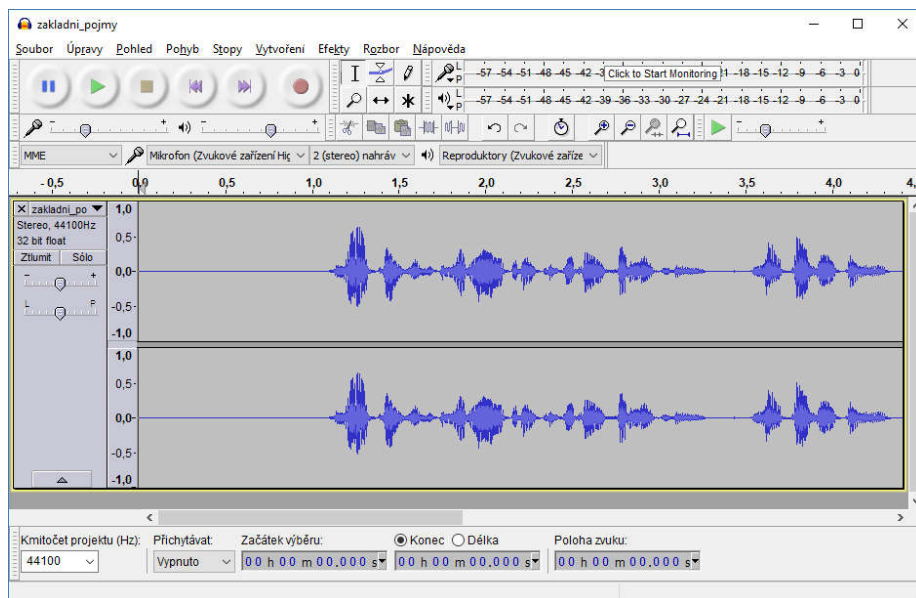 zakladni_pojmy
Soubor Úpravy Pohled Pohyb Stopy Vytvoření Efekty Rozbor Nápověda
L P -57 -54 -51 -48 -45 -42 -3 Click to Start Monitoring !1 -18 -15 -12 -9 -6 -3 0
L P -57 -54 -51 -48 -45 -42 -39 -36 -33 -30 -27 -24 -21 -18 -15 -12 -9 -6 -3 0
- + - + - +
MME Mikrofon (Zvukové zařízení Hig 2 (stereo) nahráv Reproduktory (Zvukové zaříze
- 0,5 0,0 0,5 1,0 1,5 2,0 2,5 3,0 3,5 4,0 4,
zakladni_po 1,0
Stereo, 44100Hz
32 bit float 0,5
Ztlumit Sólo
- + 0,0
L P -0,5
-1,0
1,0
0,5
0,0
-0,5
-1,0
Kmitočet projektu (Hz): Přichytávat: Začátek výběru: Konec Délka Poloha zvuku:
44100 Vypnuto 00 h 00 m 00.000 s 00 h 00 m 00.000 s 00 h 00 m 00.000 s